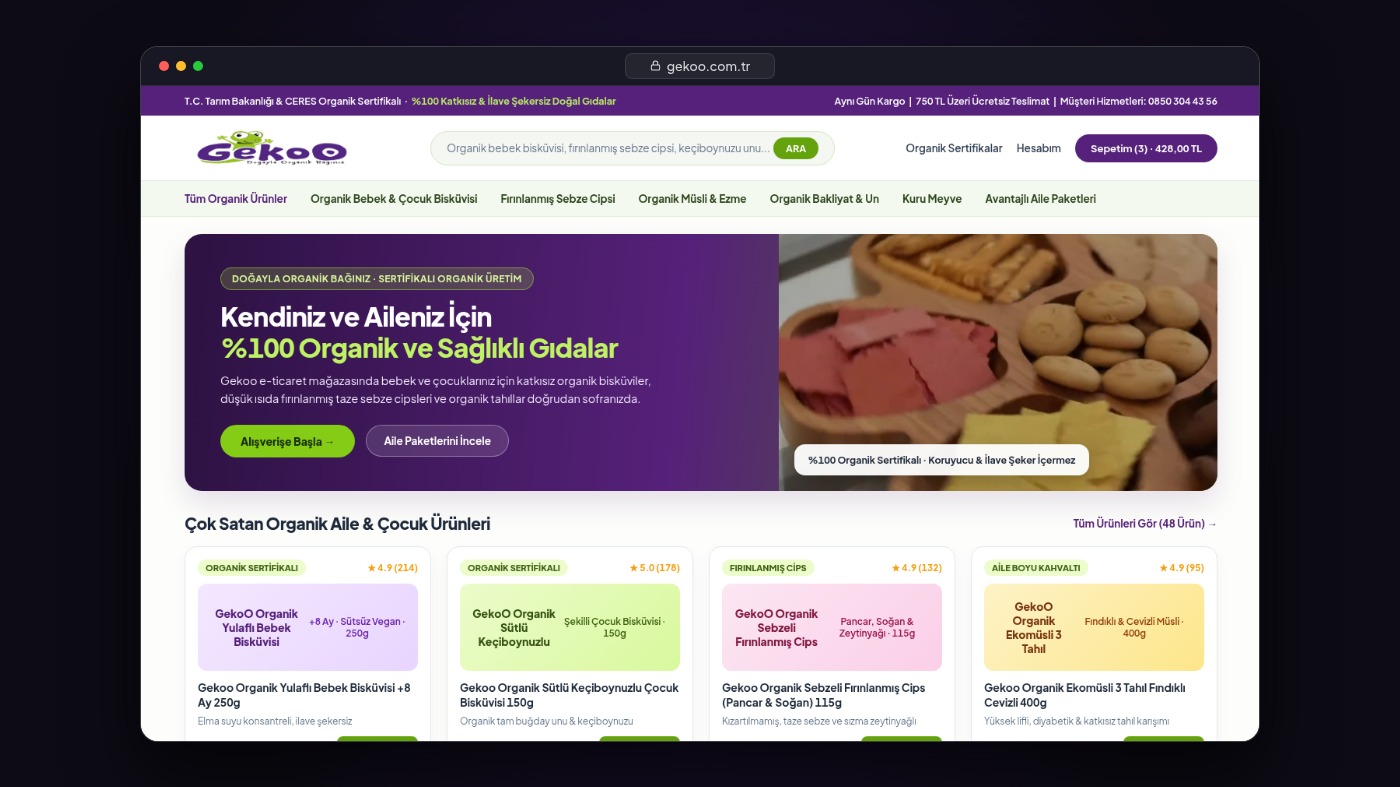 gekoo.com.tr
T.C. Tarım Bakanlığı & CERES Organik Sertifikalı · %100 Katkısız & İlave Şekersiz Doğal Gıdalar
Aynı Gün Kargo | 750 TL Üzeri Ücretsiz Teslimat | Müşteri Hizmetleri: 0850 304 43 56
GekoO
Doğayla Organik Bağınız
Organik bebek bisküvisi, fırınlanmış sebze cipsi, keçiboynuzu unu...
ARA
Organik Sertifikalar
Hesabım
Sepetim (3) · 428,00 TL
Tüm Organik Ürünler
Organik Bebek & Çocuk Bisküvisi
Fırınlanmış Sebze Cipsi
Organik Müsli & Ezme
Organik Bakliyat & Un
Kuru Meyve
Avantajlı Aile Paketleri
DOĞAYLA ORGANİK BAĞINIZ · SERTİFİKALI ORGANİK ÜRETİM
Kendiniz ve Aileniz İçin
%100 Organik ve Sağlıklı Gıdalar
Gekoo e-ticaret mağazasında bebek ve çocuklarınız için katkısız organik bisküviler,
düşük ısıda fırınlanmış taze sebze cipsleri ve organik tahıllar doğrudan sofranızda.
Alışverişe Başla →
Aile Paketlerini İncele
%100 Organik Sertifikalı · Koruyucu & İlave Şeker İçermez
Çok Satan Organik Aile & Çocuk Ürünleri
Tüm Ürünleri Gör (48 Ürün) →
ORGANİK SERTİFİKALI
★ 4.9 (214)
GekoO Organik
Yulaflı Bebek
Bisküvisi
+8 Ay · Sütsüz Vegan ·
250g
Gekoo Organik Yulaflı Bebek Bisküvisi +8
Ay 250g
Elma suyu konsantreli, ilave şekersiz
ORGANİK SERTİFİKALI
★ 5.0 (178)
GekoO Organik
Sütlü
Keçiboynuzlu
Şekilli Çocuk Bisküvisi ·
150g
Gekoo Organik Sütlü Keçiboynuzlu Çocuk
Bisküvisi 150g
Organik tam buğday unu & keçiboynuzu
FIRINLANMIŞ CİPS
★ 4.9 (132)
GekoO Organik
Sebzeli
Fırınlanmış Cips
Pancar, Soğan &
Zeytinyağı · 115g
Gekoo Organik Sebzeli Fırınlanmış Cips
(Pancar & Soğan) 115g
Kızartılmamış, taze sebze ve sızma zeytinyağlı
AİLE BOYU KAHVALTI
★ 4.9 (95)
GekoO
Organik
Ekomüsli 3
Tahıl
Fındıklı & Cevizli Müsli ·
400g
Gekoo Organik Ekomüsli 3 Tahıl Fındıklı
Cevizli 400g
Yüksek lifli, diyabetik & katkısız tahıl karışımı